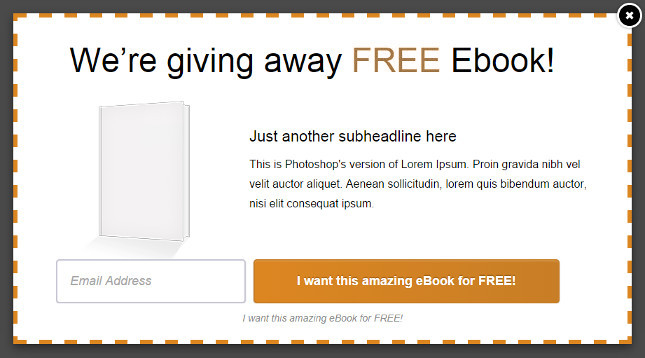 We’re giving away FREE Ebook!
Just another subheadline here
This is Photoshop's version of Lorem Ipsum. Proin gravida nibh vel
velit auctor aliquet. Aenean sollicitudin, lorem quis bibendum auctor,
nisi elit consequat ipsum.
Email Address
I want this amazing eBook for FREE!
I want this amazing eBook for FREE!